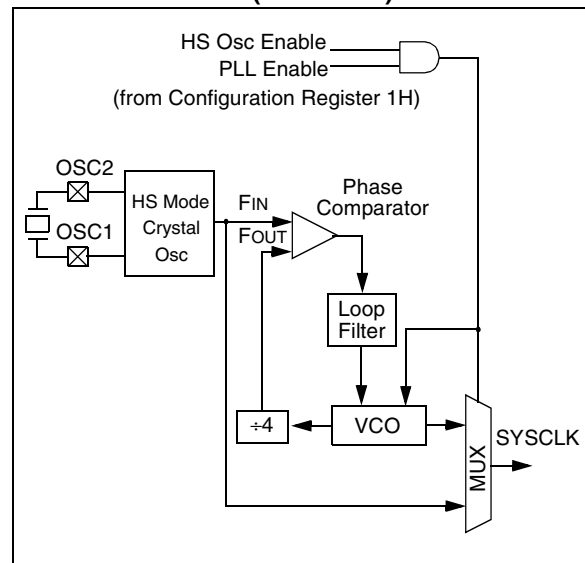 HS Osc Enable
PLL Enable
(from Configuration Register 1H)
OSC2
OSC1
HS Mode
Crystal
Osc
FIN
FOUT
Phase
Comparator
Loop
Filter
÷4
VCO
MUX
SYSCLK